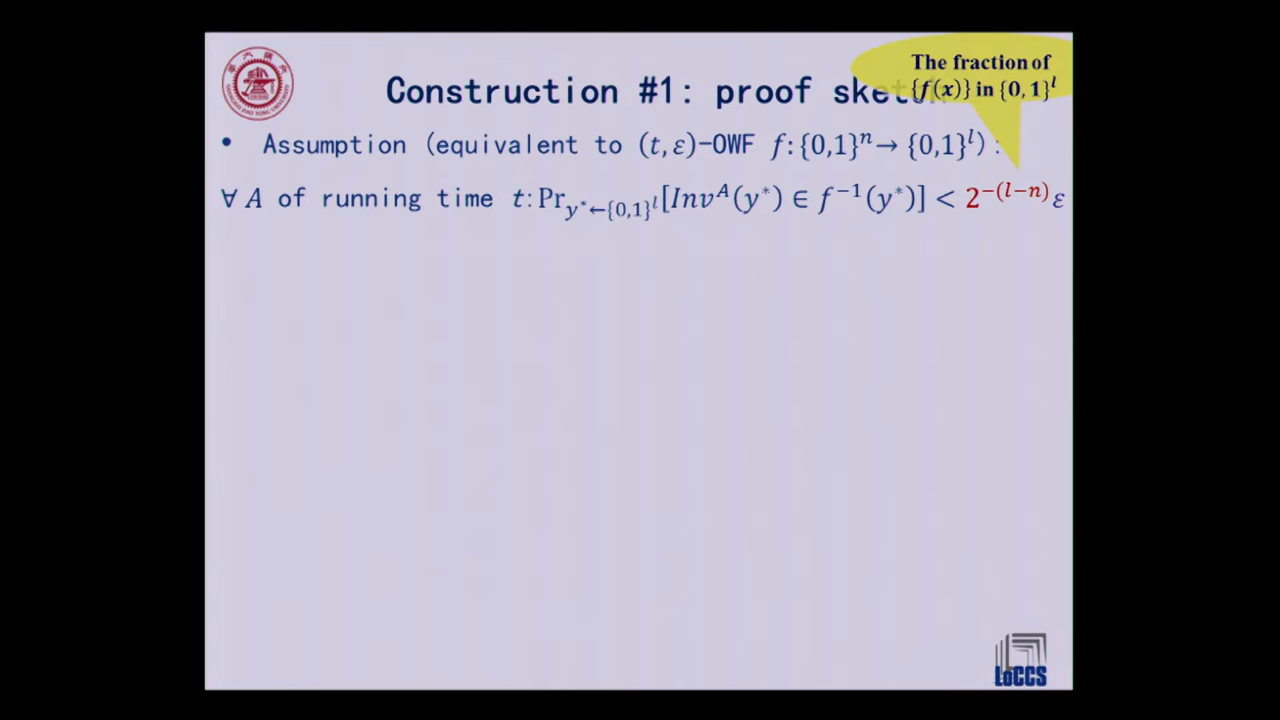 The fraction of
{f(x)} in {0, 1}^l
Construction #1: proof sketch
• Assumption (equivalent to (t, ε)-OWF f:{0,1}^n → {0,1}^l):
∀ A of running time t: Pr_{y*←{0,1}^l}[Inv^A(y*) ∈ f^{-1}(y*)] < 2^{-(l-n)} ε
LoCCS